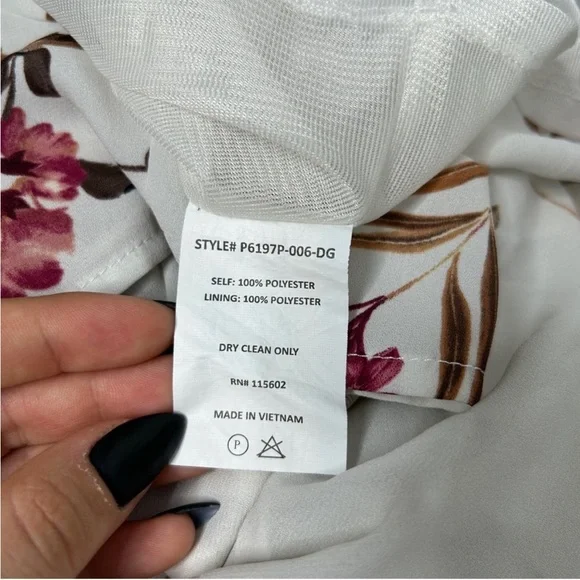 STYLE# P6197P-006-DG
SELF: 100% POLYESTER
LINING: 100% POLYESTER
DRY CLEAN ONLY
RN# 115602
MADE IN VIETNAM
P